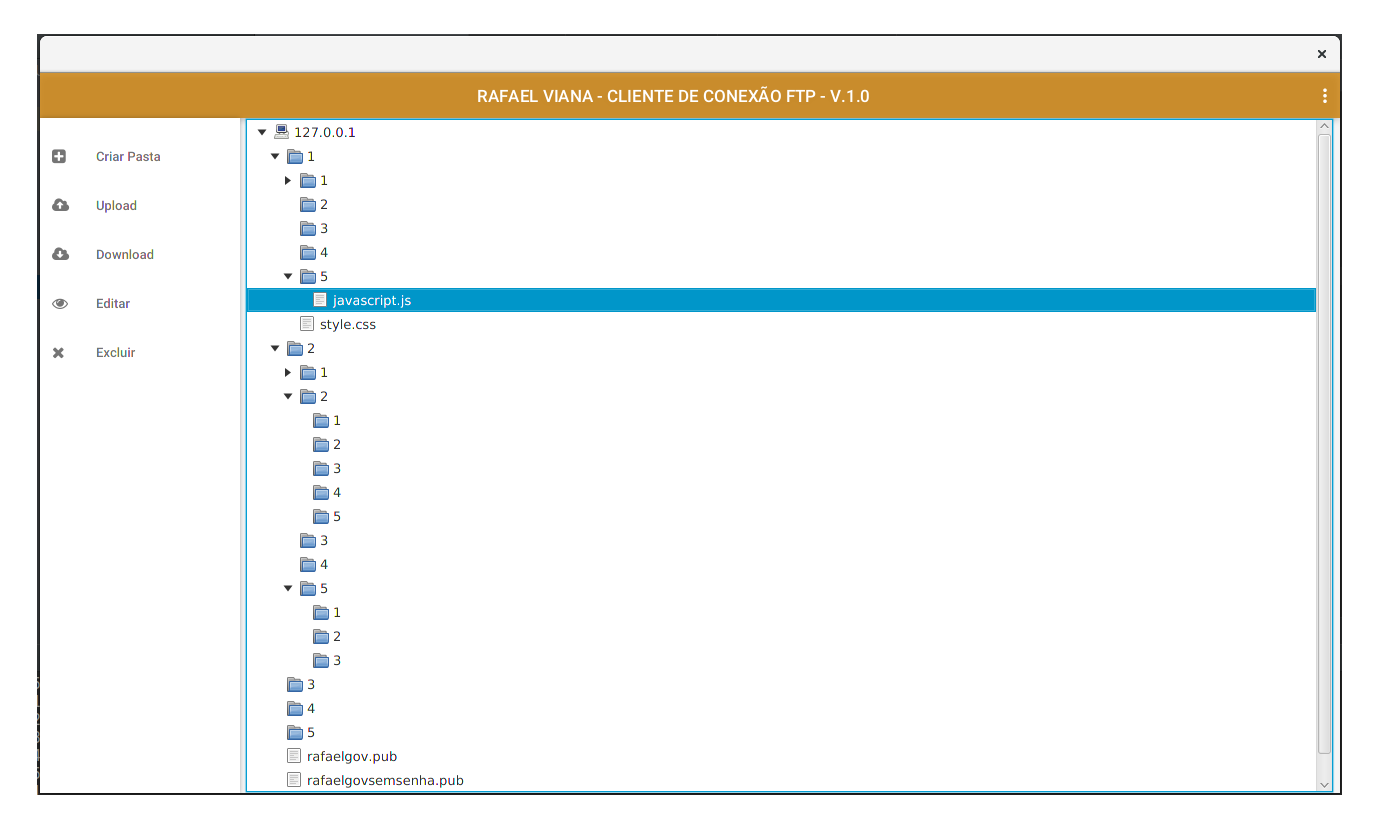 RAFAEL VIANA - CLIENTE DE CONEXÃO FTP - V.1.0
Criar Pasta
Upload
Download
Editar
Excluir
127.0.0.1
1
1
2
3
4
5
javascript.js
style.css
2
1
2
1
2
3
4
5
3
4
5
1
2
3
3
4
5
rafaelgov.pub
rafaelgovsemsenha.pub